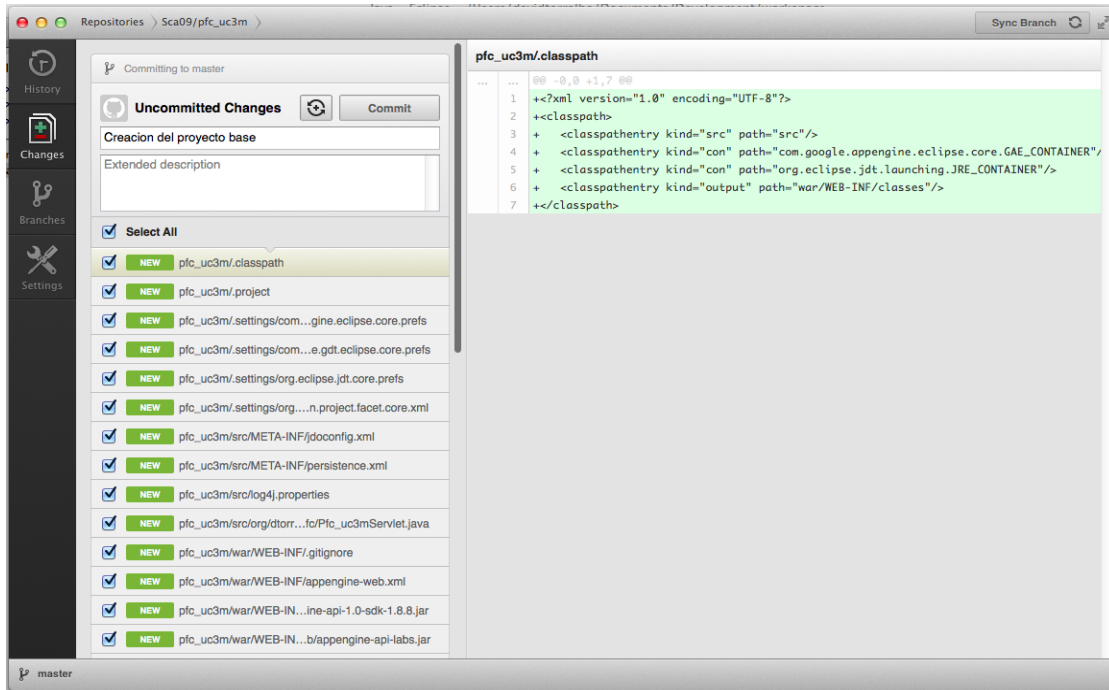 Repositories Sca09/pfc_uc3m
Sync Branch
History
Changes
Branches
Settings
Committing to master
Uncommitted Changes
Commit
Creacion del proyecto base
Extended description
Select All
NEW pfc_uc3m/.classpath
NEW pfc_uc3m/.project
NEW pfc_uc3m/.settings/com…gine.eclipse.core.prefs
NEW pfc_uc3m/.settings/com…e.gdt.eclipse.core.prefs
NEW pfc_uc3m/.settings/org.eclipse.jdt.core.prefs
NEW pfc_uc3m/.settings/org.…n.project.facet.core.xml
NEW pfc_uc3m/src/META-INF/jdoconfig.xml
NEW pfc_uc3m/src/META-INF/persistence.xml
NEW pfc_uc3m/src/log4j.properties
NEW pfc_uc3m/src/org/dtorr…fc/Pfc_uc3mServlet.java
NEW pfc_uc3m/war/WEB-INF/.gitignore
NEW pfc_uc3m/war/WEB-INF/appengine-web.xml
NEW pfc_uc3m/war/WEB-IN…ine-api-1.0-sdk-1.8.8.jar
NEW pfc_uc3m/war/WEB-IN…b/appengine-api-labs.jar
pfc_uc3m/.classpath
... ... @@ -0,0 +1,7 @@
1 +<?xml version="1.0" encoding="UTF-8"?>
2 +<classpath>
3 + <classpathentry kind="src" path="src"/>
4 + <classpathentry kind="con" path="com.google.appengine.eclipse.core.GAE_CONTAINER"/
5 + <classpathentry kind="con" path="org.eclipse.jdt.launching.JRE_CONTAINER"/>
6 + <classpathentry kind="output" path="war/WEB-INF/classes"/>
7 +</classpath>
master